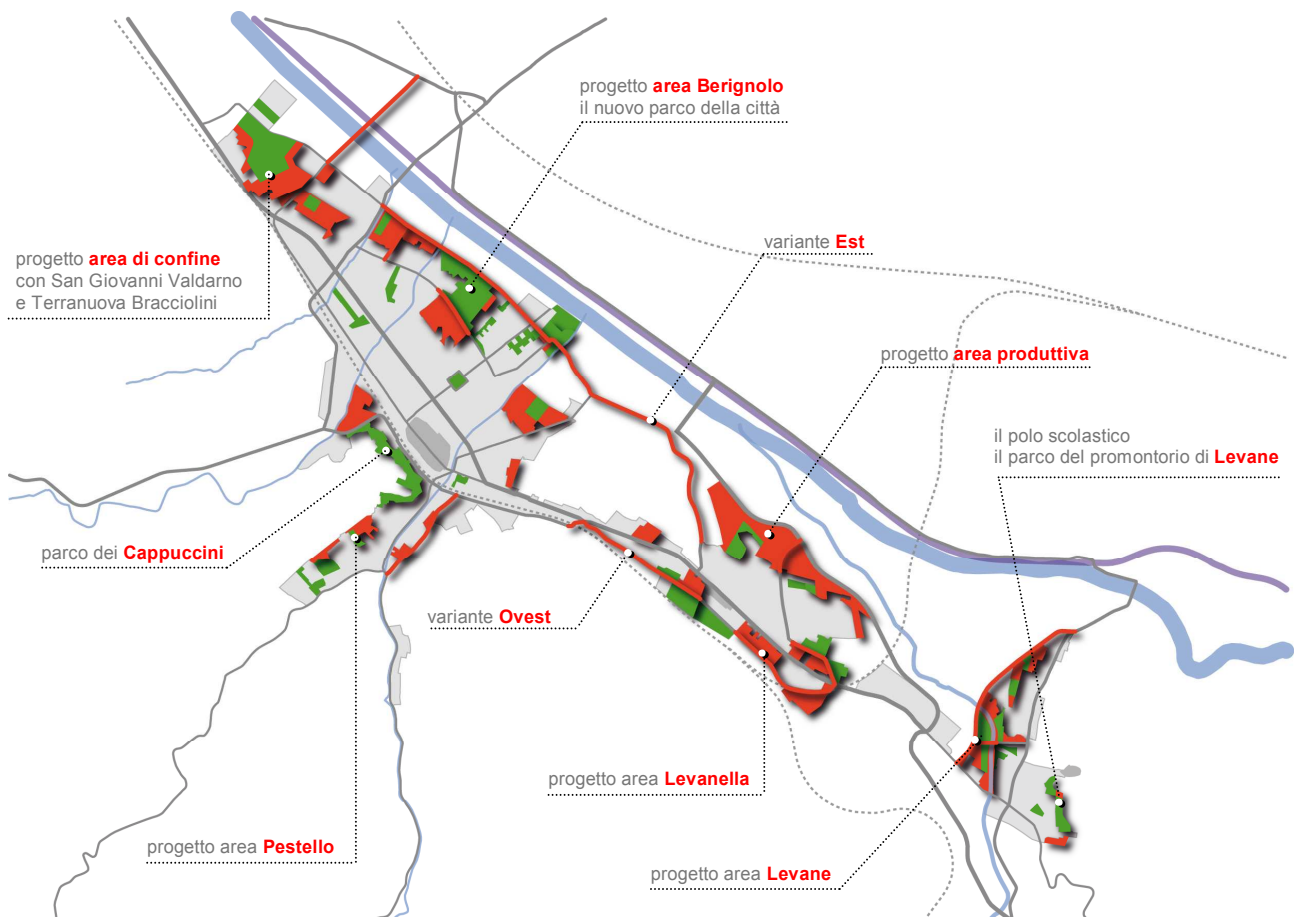 progetto area Berignolo
il nuovo parco della città
variante Est
progetto area di confine
con San Giovanni Valdarno
e Terranuova Bracciolini
progetto area produttiva
il polo scolastico
il parco del promontorio di Levane
parco dei Cappuccini
variante Ovest
progetto area Levanella
progetto area Pestello
progetto area Levane